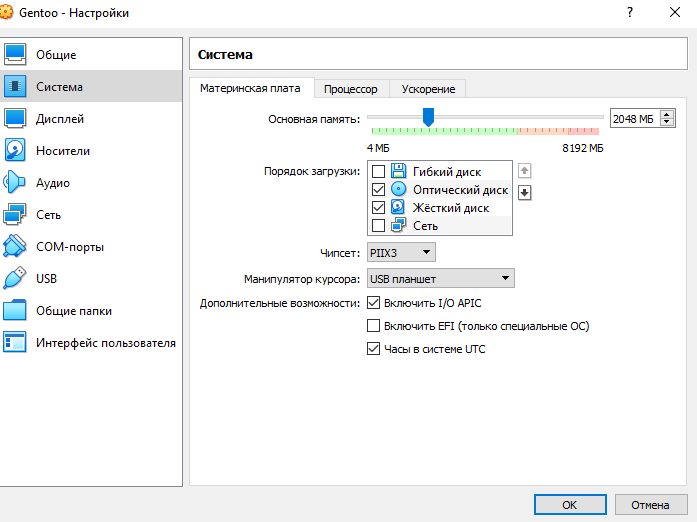 Gentoo - Настройки
Общие
Система
Дисплей
Носители
Аудио
Сеть
COM-порты
USB
Общие папки
Интерфейс пользователя
Система
Материнская плата Процессор Ускорение
Основная память: 2048 МБ
4 МБ 8192 МБ
Порядок загрузки: Гибкий диск
Оптический диск
Жёсткий диск
Сеть
Чипсет: PIIX3
Манипулятор курсора: USB планшет
Дополнительные возможности: Включить I/O APIC
Включить EFI (только специальные ОС)
Часы в системе UTC
OK Отмена